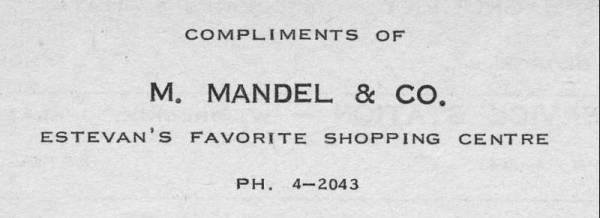 COMPLIMENTS OF
M. MANDEL & CO.
ESTEVAN'S FAVORITE SHOPPING CENTRE
PH. 4-2043